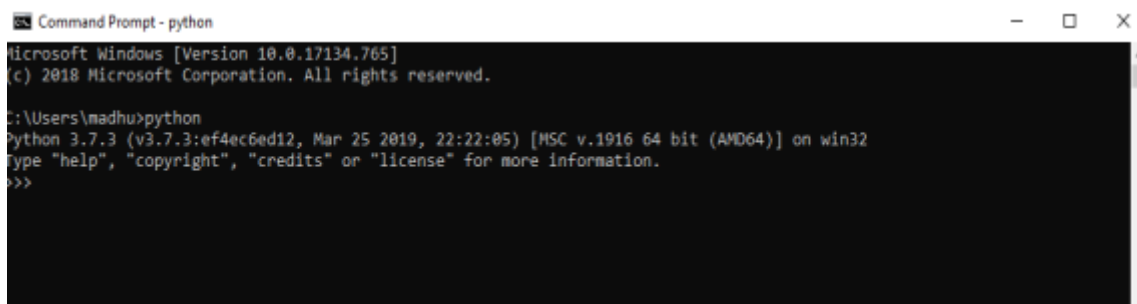 Command Prompt - python
Microsoft Windows [Version 10.0.17134.765]
(c) 2018 Microsoft Corporation. All rights reserved.
C:\Users\madhu>python
Python 3.7.3 (v3.7.3:ef4ec6ed12, Mar 25 2019, 22:22:05) [MSC v.1916 64 bit (AMD64)] on win32
Type "help", "copyright", "credits" or "license" for more information.
>>>